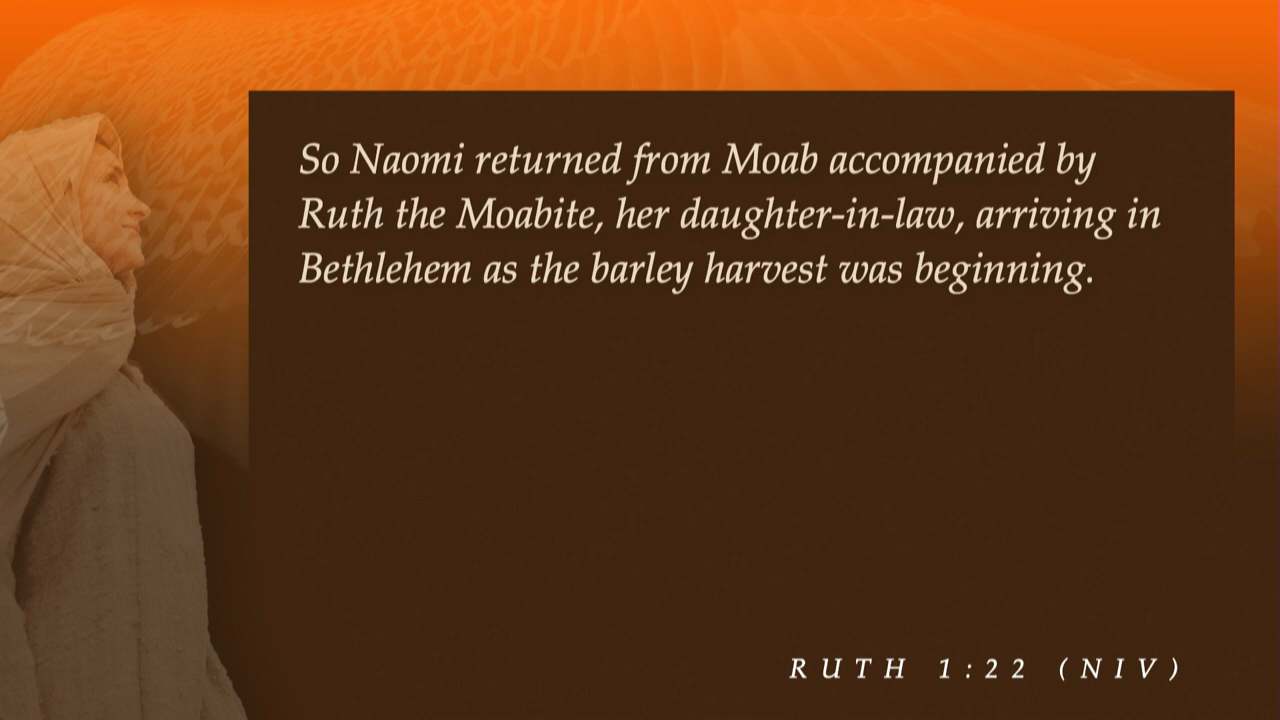 So Naomi returned from Moab accompanied by
Ruth the Moabite, her daughter-in-law, arriving in
Bethlehem as the barley harvest was beginning.
RUTH 1:22 (NIV)